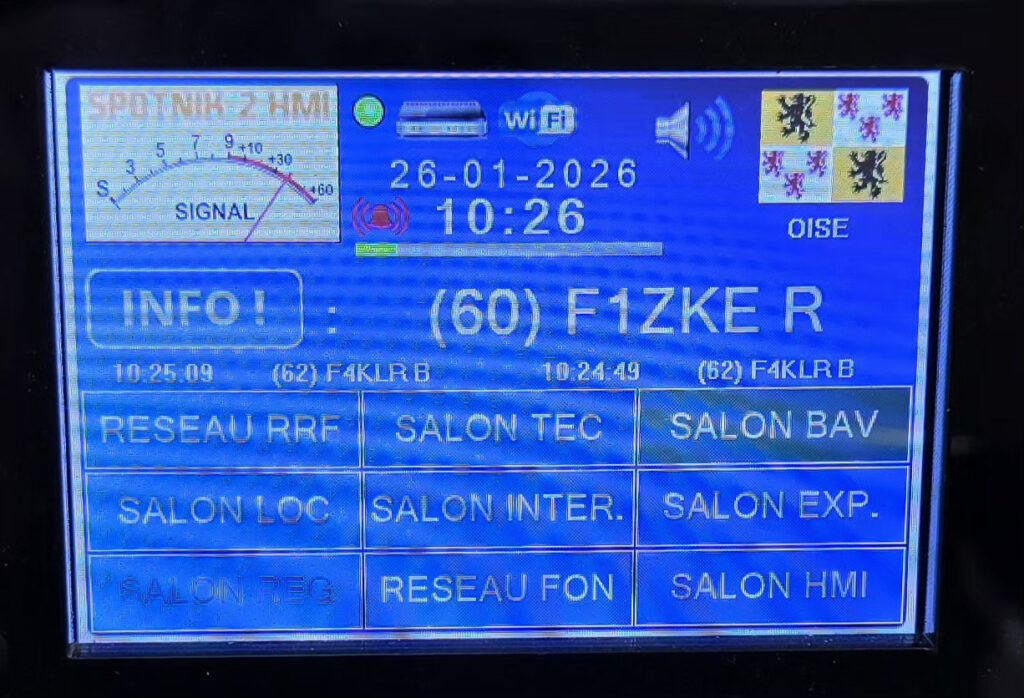 SPOTNIK 2 HMI
S 3 5 7 9 +10 +30 +60
SIGNAL
WiFi
26-01-2026
10:26
OISE
INFO ! : (60) F1ZKE R
10:25:09 (62) F4KLR B 10:24:49 (62) F4KLR B
RESEAU RRF SALON TEC SALON BAV
SALON LOC SALON INTER. SALON EXP.
SALON REG RESEAU FON SALON HMI